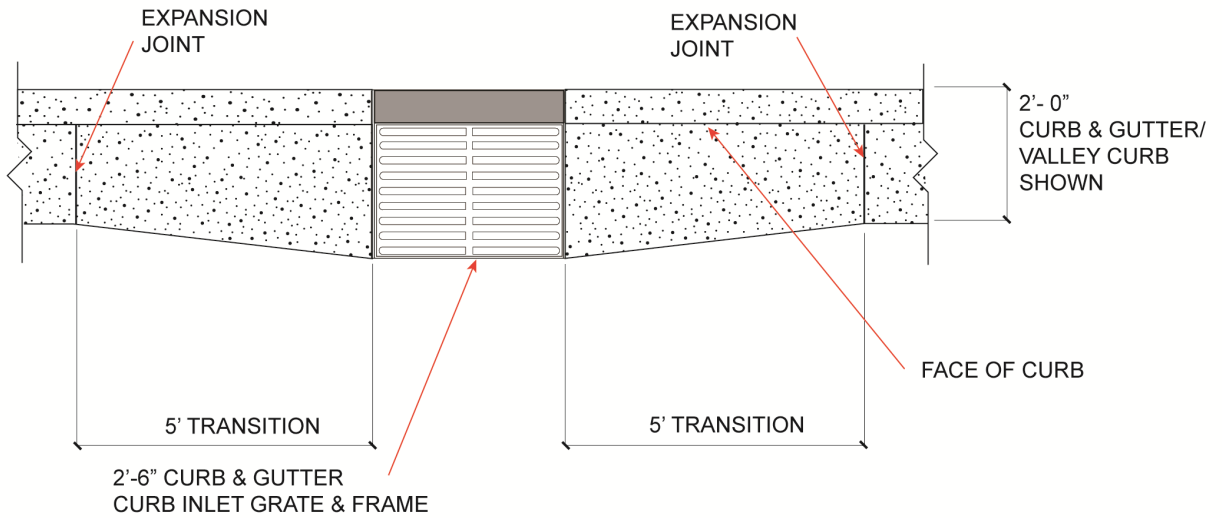 EXPANSION
JOINT
EXPANSION
JOINT
2’- 0”
CURB & GUTTER/
VALLEY CURB
SHOWN
FACE OF CURB
5’ TRANSITION
5’ TRANSITION
2’-6” CURB & GUTTER
CURB INLET GRATE & FRAME